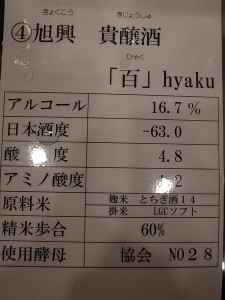 きょくこう きじょうしゅ
④旭興 貴醸酒
ひゃく
「百」hyaku
アルコール 16.7%
日本酒度 -63.0
酸度 4.8
アミノ酸度 .2
原料米 麹米 とちぎ酒14
掛米 LGCソフト
精米歩合 60%
使用酵母 協会 NO28